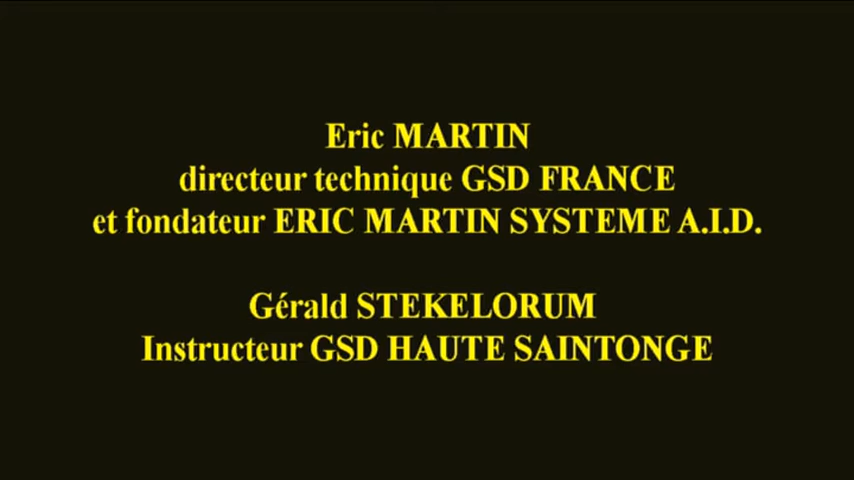 Eric MARTIN
directeur technique GSD FRANCE
et fondateur ERIC MARTIN SYSTEME A.I.D.
Gérald STEKELORUM
Instructeur GSD HAUTE SAINTONGE